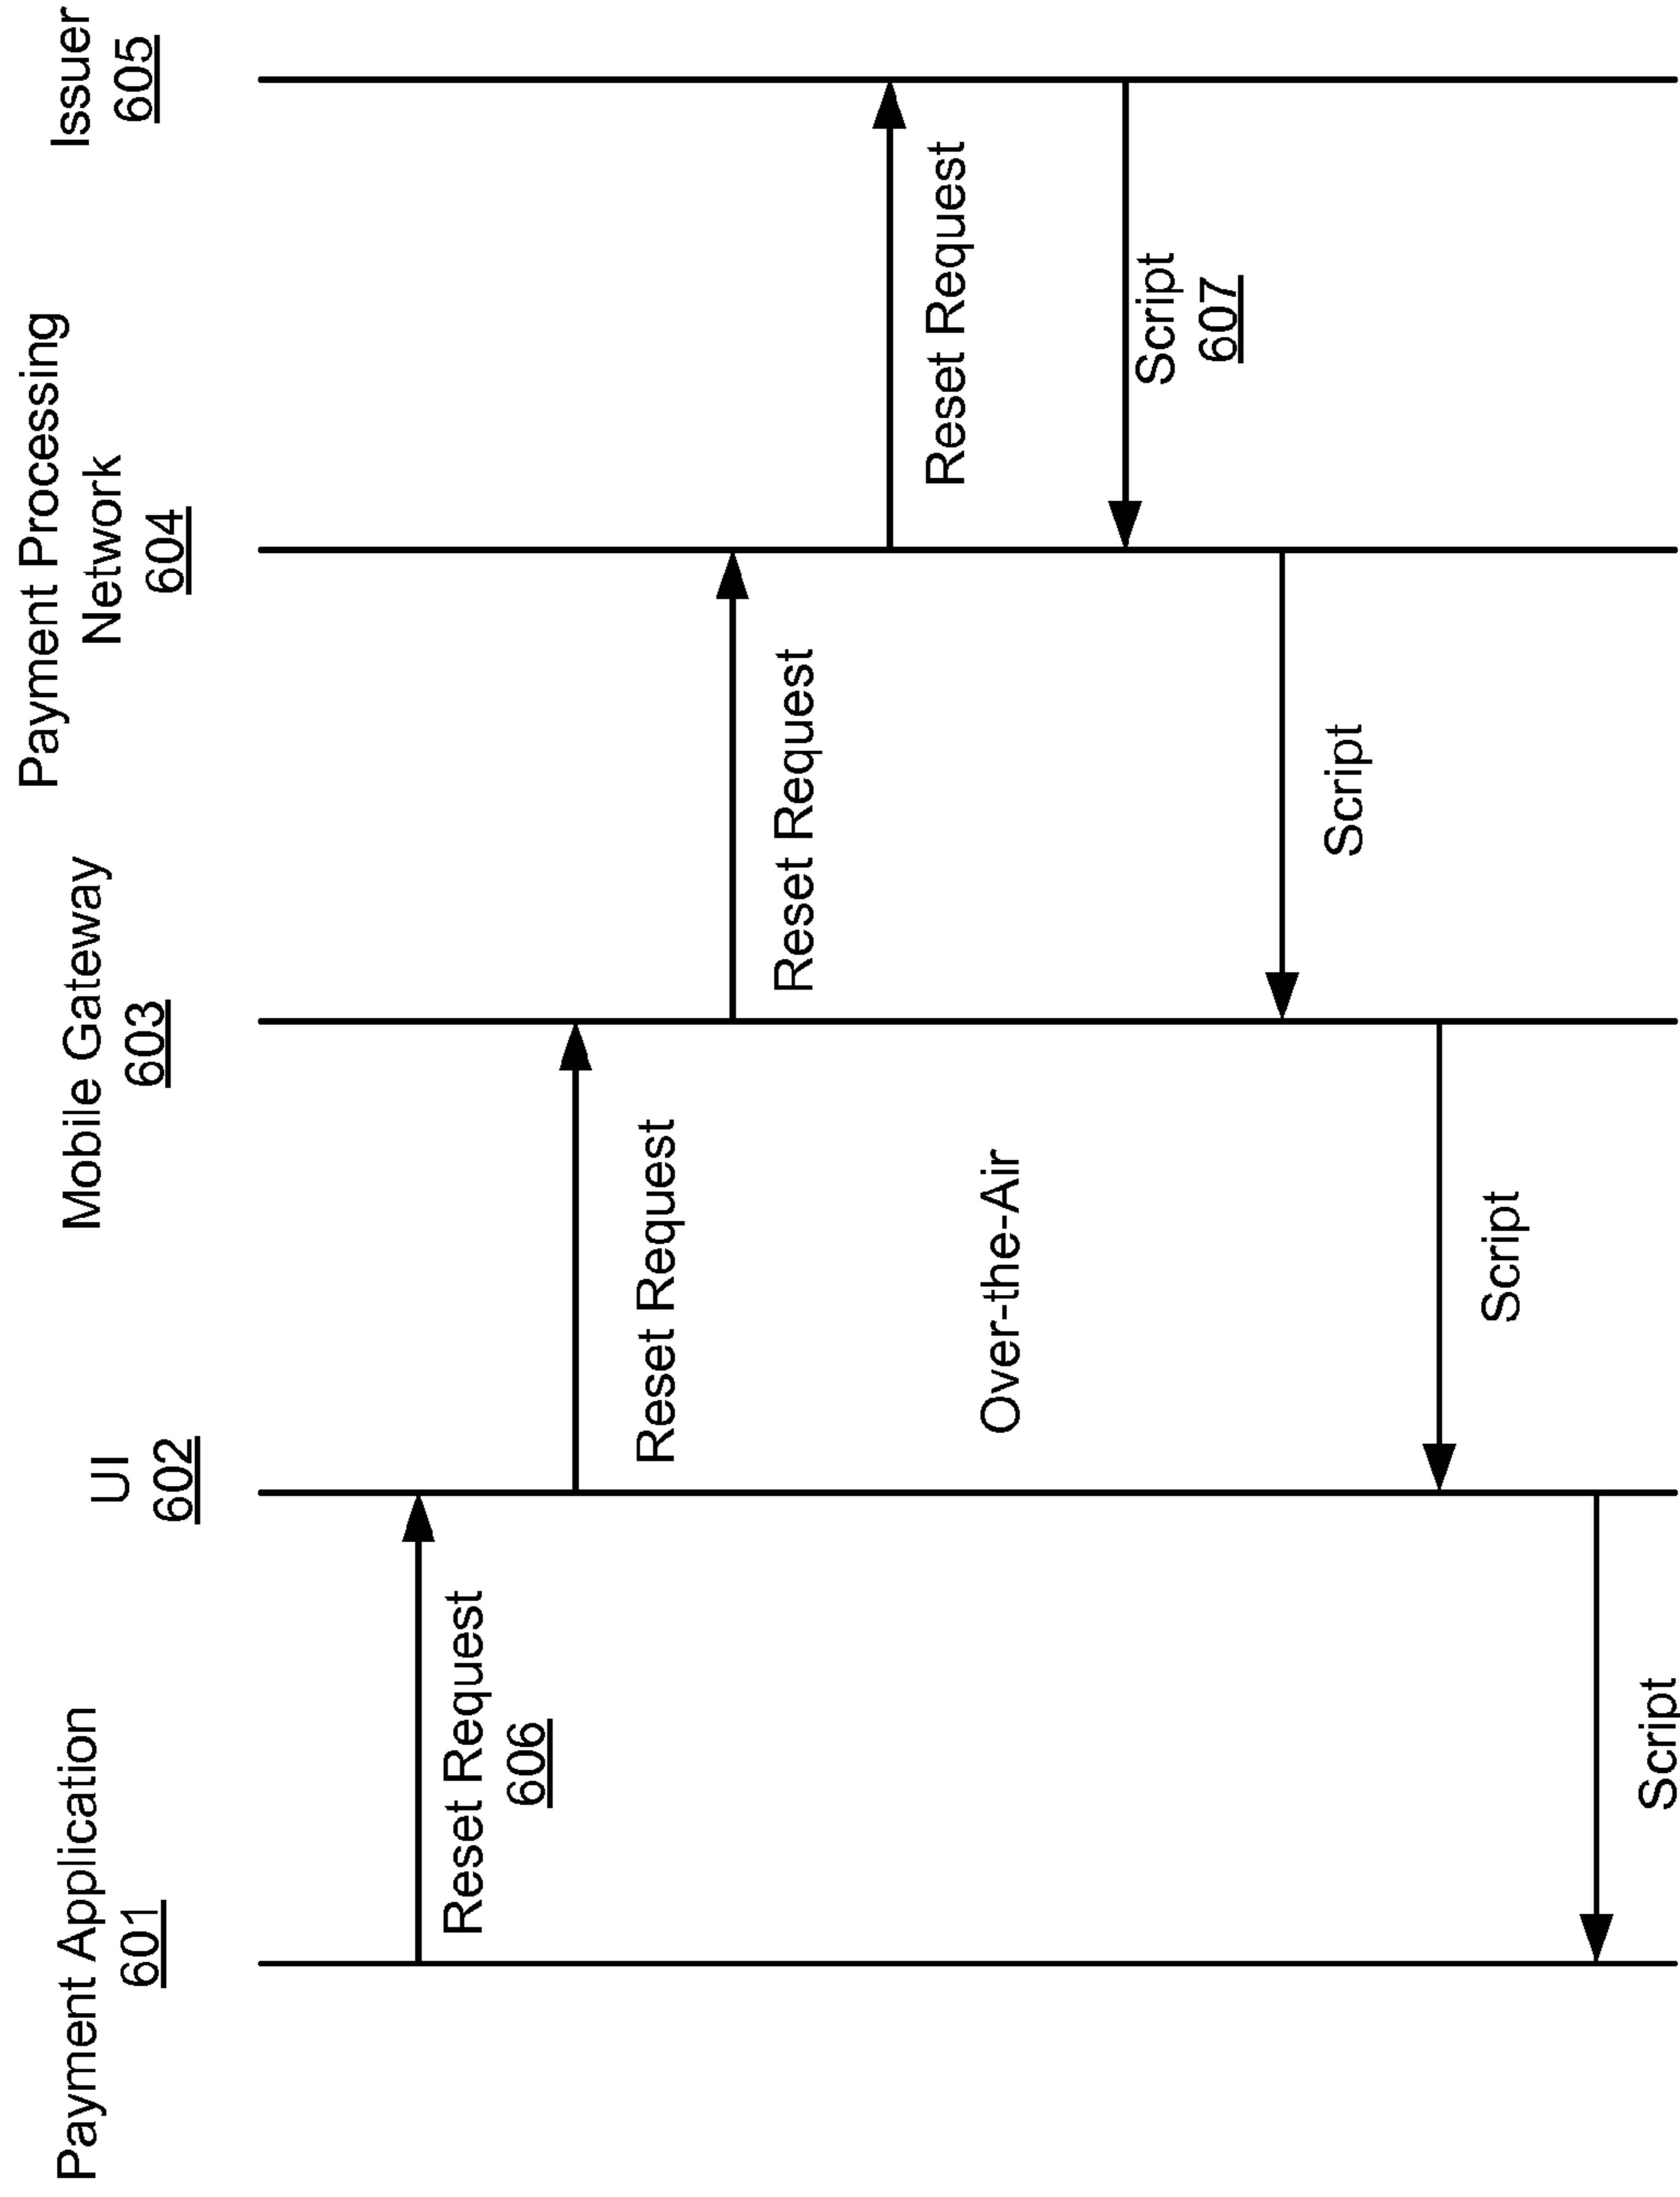 Payment Application
601
UI
602
Mobile Gateway
603
Payment Processing
Network
604
Issuer
605
Reset Request
606
Reset Request
Reset Request
Reset Request
Over-the-Air
Script
607
Script
Script
Script